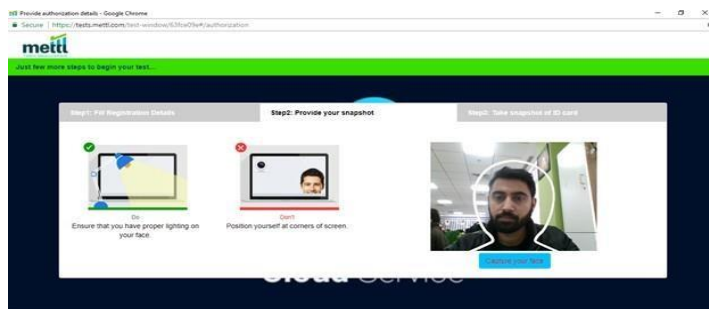 Provide authorization details - Google Chrome
Secure | https://tests.mettl.com/test-window/63fca09e#/authorization
mettl
Just few more steps to begin your test...
Step1: Fill Registration Details
Step2: Provide your snapshot
Step3: Take snapshot of ID card
Do
Ensure that you have proper lighting on
your face.
Don't
Position yourself at corners of screen.
Capture your face
Cloud Service